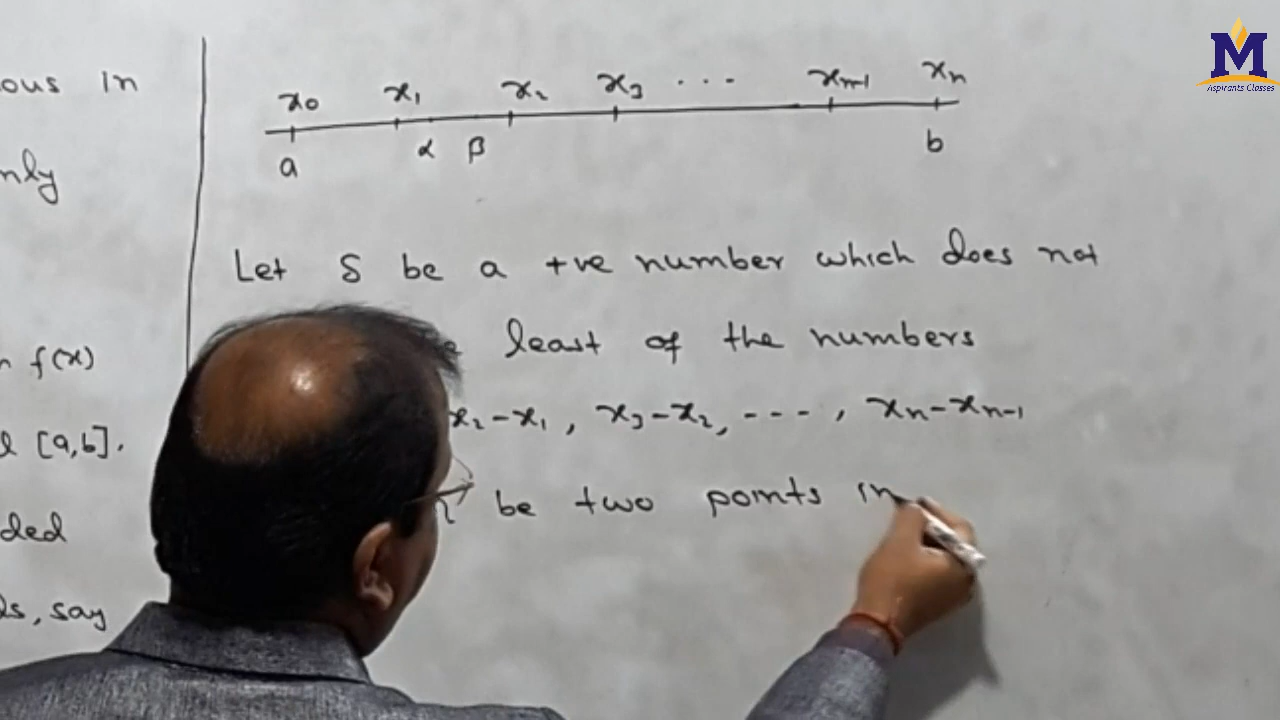 ous in
nly
f(x)
[a,b].
ded
say
x₀ x₁ x₂ x₃ ... xₙ₋₁ xₙ
a α β b
Let δ be a +ve number which does not
least of the numbers
x₂-x₁, x₃-x₂, ---, xₙ-xₙ₋₁
be two points in
M
Aspirants Classes